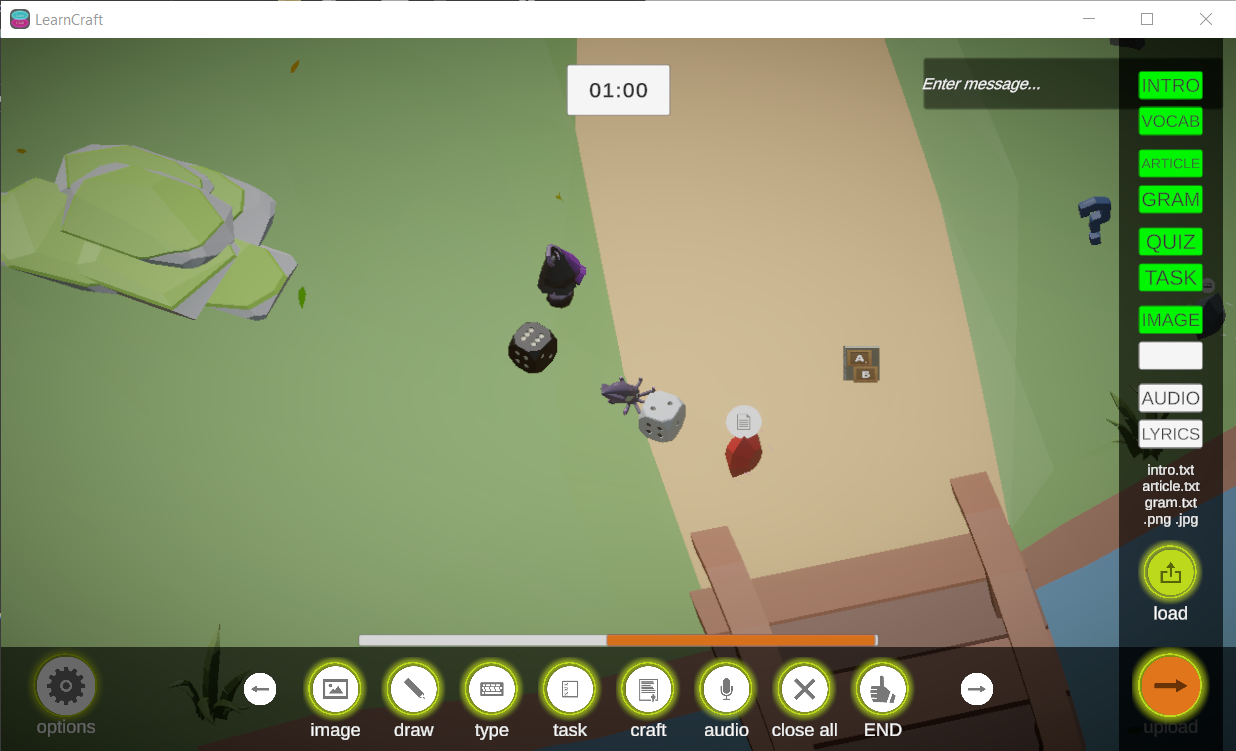 LearnCraft
01:00
Enter message...
INTRO
VOCAB
ARTICLE
GRAM
QUIZ
TASK
IMAGE
AUDIO
LYRICS
intro.txt
article.txt
gram.txt
.png .jpg
load
A
B
options
image
draw
type
task
craft
audio
close all
END
upload